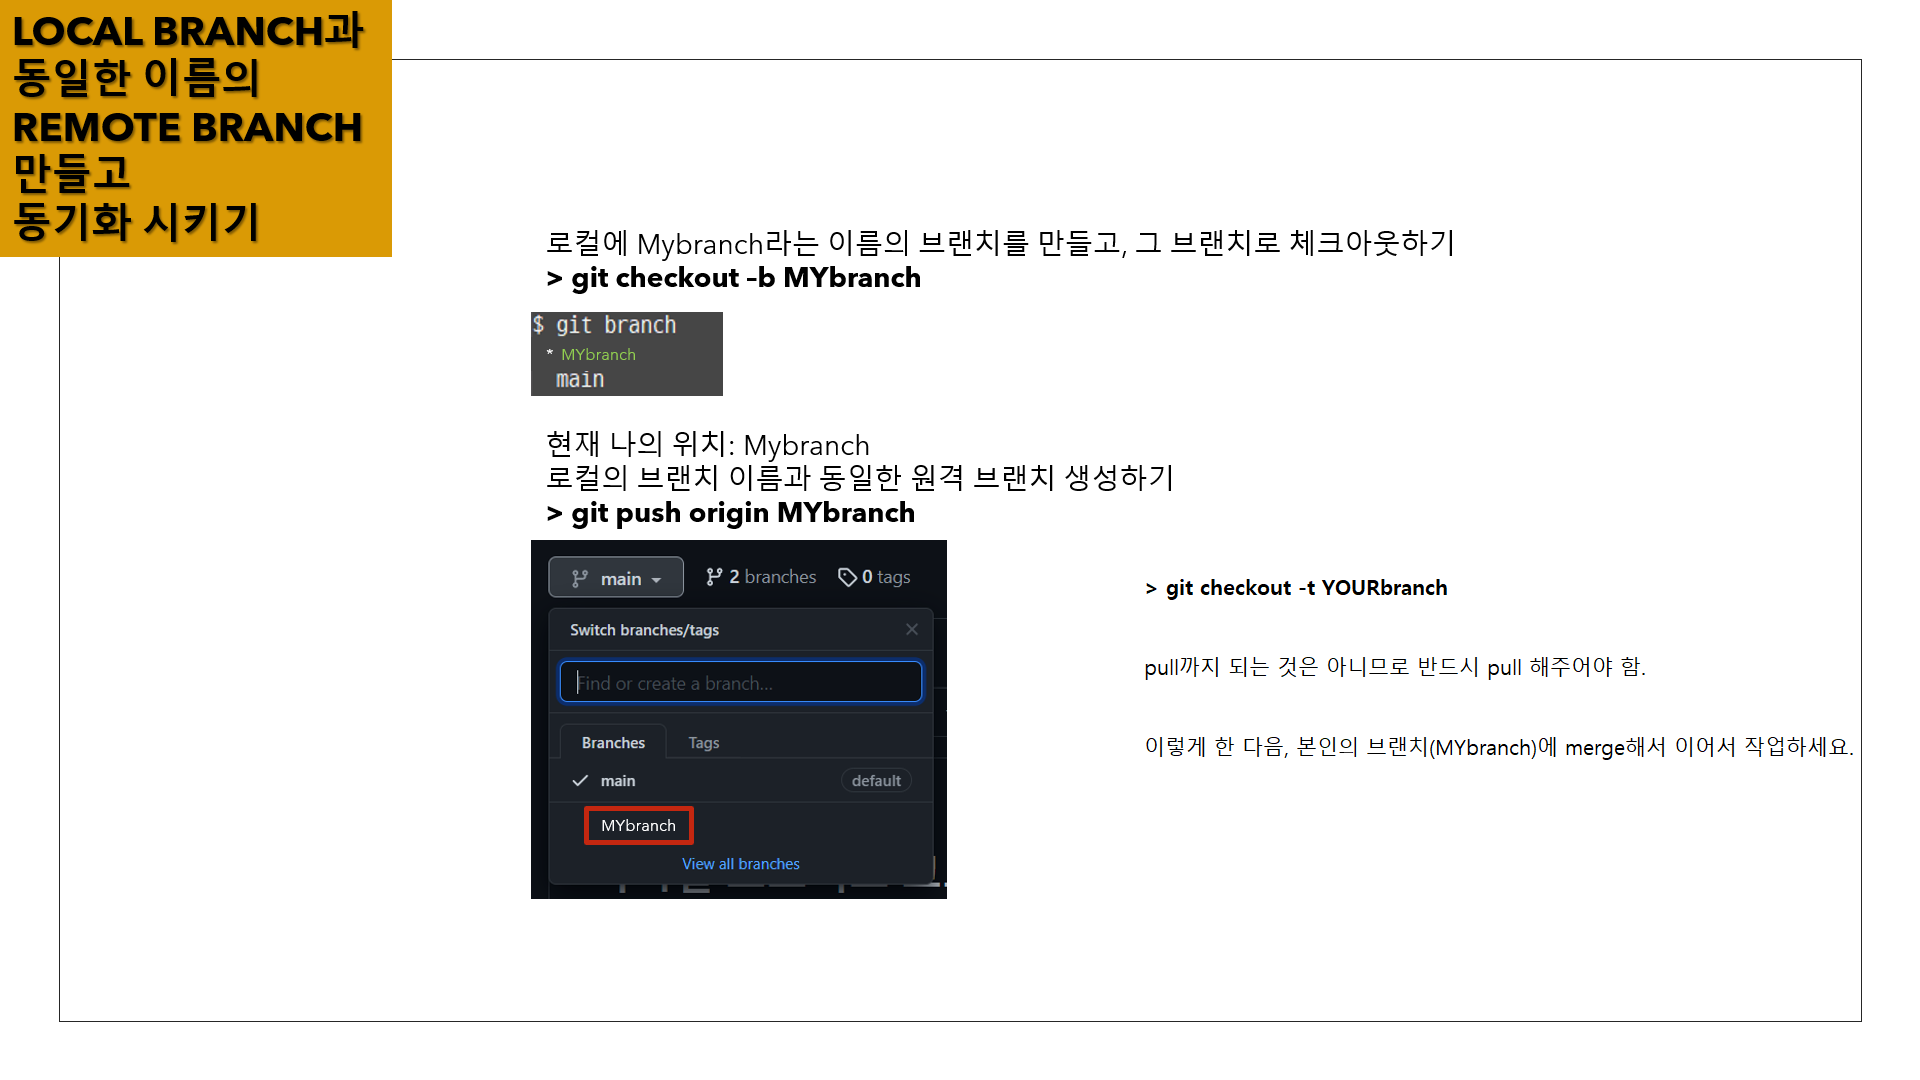 LOCAL BRANCH과
동일한 이름의
REMOTE BRANCH
만들고
동기화 시키기
로컬에 Mybranch라는 이름의 브랜치를 만들고, 그 브랜치로 체크아웃하기
> git checkout –b MYbranch
$ git branch
* MYbranch
main
현재 나의 위치: Mybranch
로컬의 브랜치 이름과 동일한 원격 브랜치 생성하기
> git push origin MYbranch
main
2 branches
0 tags
Switch branches/tags
Find or create a branch...
Branches
Tags
main
default
MYbranch
View all branches
> git checkout -t YOURbranch
pull까지 되는 것은 아니므로 반드시 pull 해주어야 함.
이렇게 한 다음, 본인의 브랜치(MYbranch)에 merge해서 이어서 작업하세요.